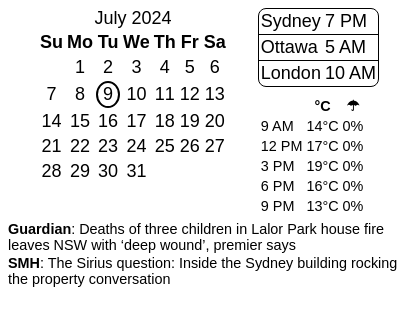 July 2024
Su Mo Tu We Th Fr Sa
1 2 3 4 5 6
7 8 9 10 11 12 13
14 15 16 17 18 19 20
21 22 23 24 25 26 27
28 29 30 31
Sydney 7 PM
Ottawa 5 AM
London 10 AM
°C ☂
9 AM 14°C 0%
12 PM 17°C 0%
3 PM 19°C 0%
6 PM 16°C 0%
9 PM 13°C 0%
Guardian: Deaths of three children in Lalor Park house fire
leaves NSW with ‘deep wound’, premier says
SMH: The Sirius question: Inside the Sydney building rocking
the property conversation